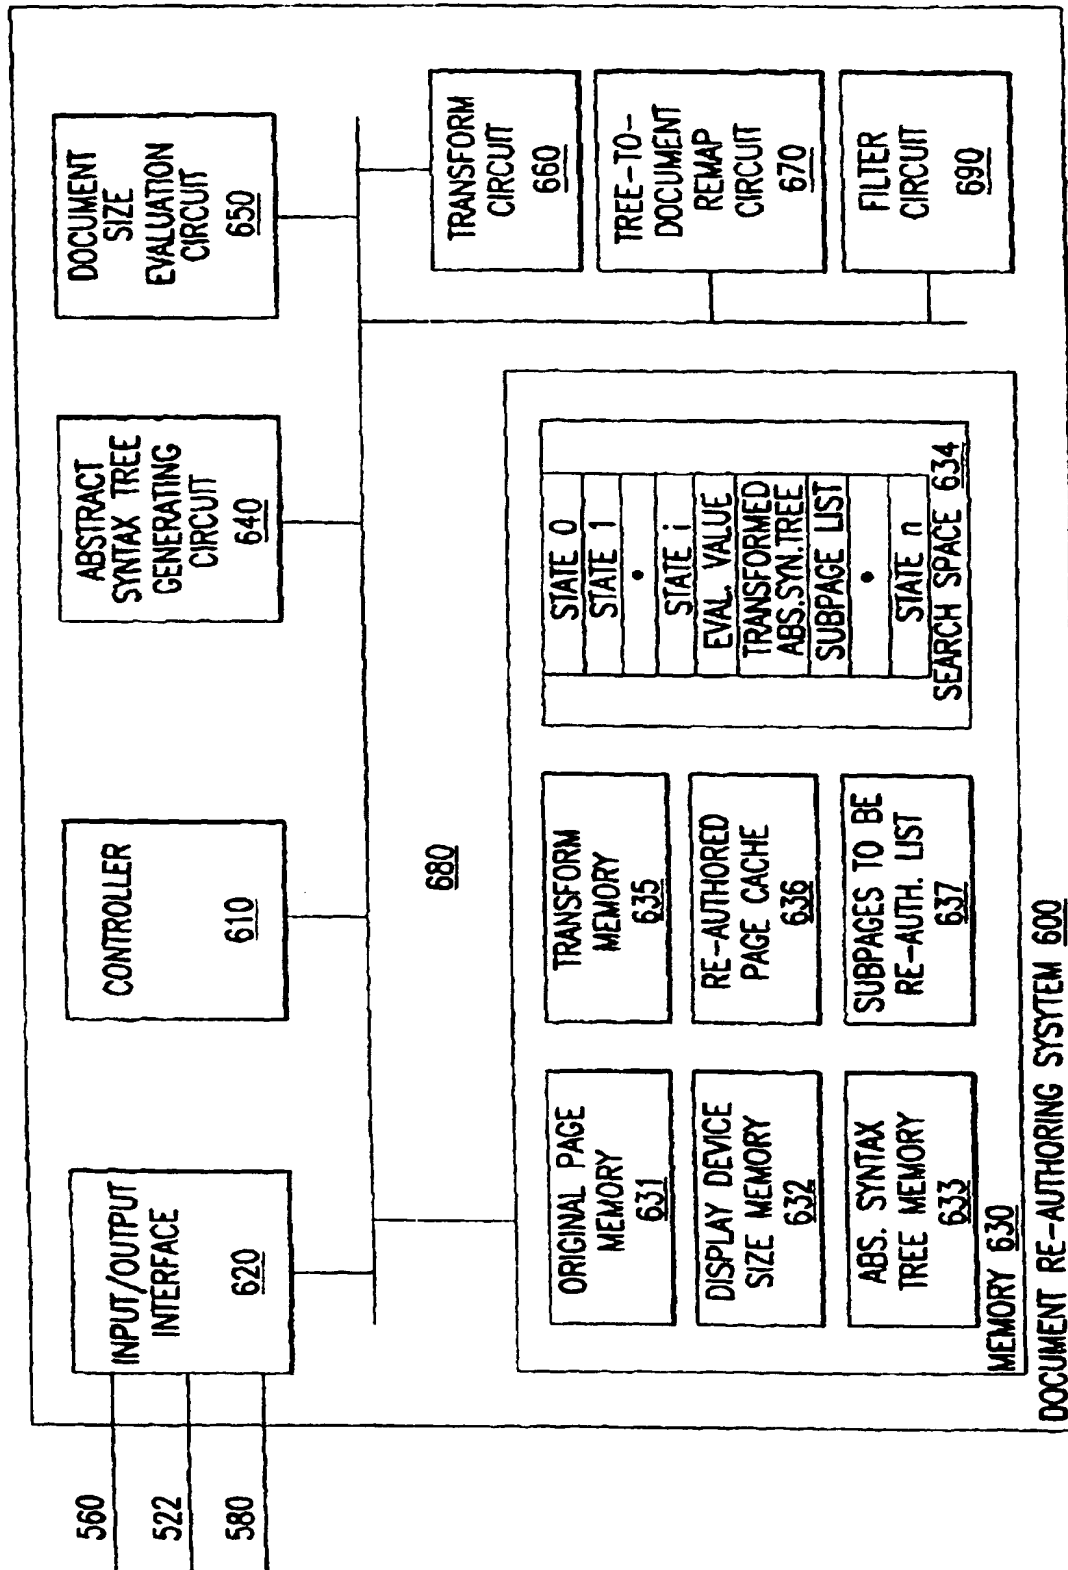 560
522
580
INPUT/OUTPUT
INTERFACE
620
CONTROLLER
610
ABSTRACT
SYNTAX TREE
GENERATING
CIRCUIT
640
DOCUMENT
SIZE
EVALUATION
CIRCUIT
650
680
TRANSFORM
CIRCUIT
660
TREE-TO-
DOCUMENT
REMAP
CIRCUIT
670
FILTER
CIRCUIT
690
ORIGINAL PAGE
MEMORY
631
DISPLAY DEVICE
SIZE MEMORY
632
ABS. SYNTAX
TREE MEMORY
633
TRANSFORM
MEMORY
635
RE-AUTHORED
PAGE CACHE
636
SUBPAGES TO BE
RE-AUTH. LIST
637
STATE 0
STATE 1
•
STATE i
EVAL. VALUE
TRANSFORMED
ABS.SYN.TREE
SUBPAGE LIST
•
STATE n
SEARCH SPACE 634
MEMORY 630
DOCUMENT RE-AUTHORING SYSYTEM 600